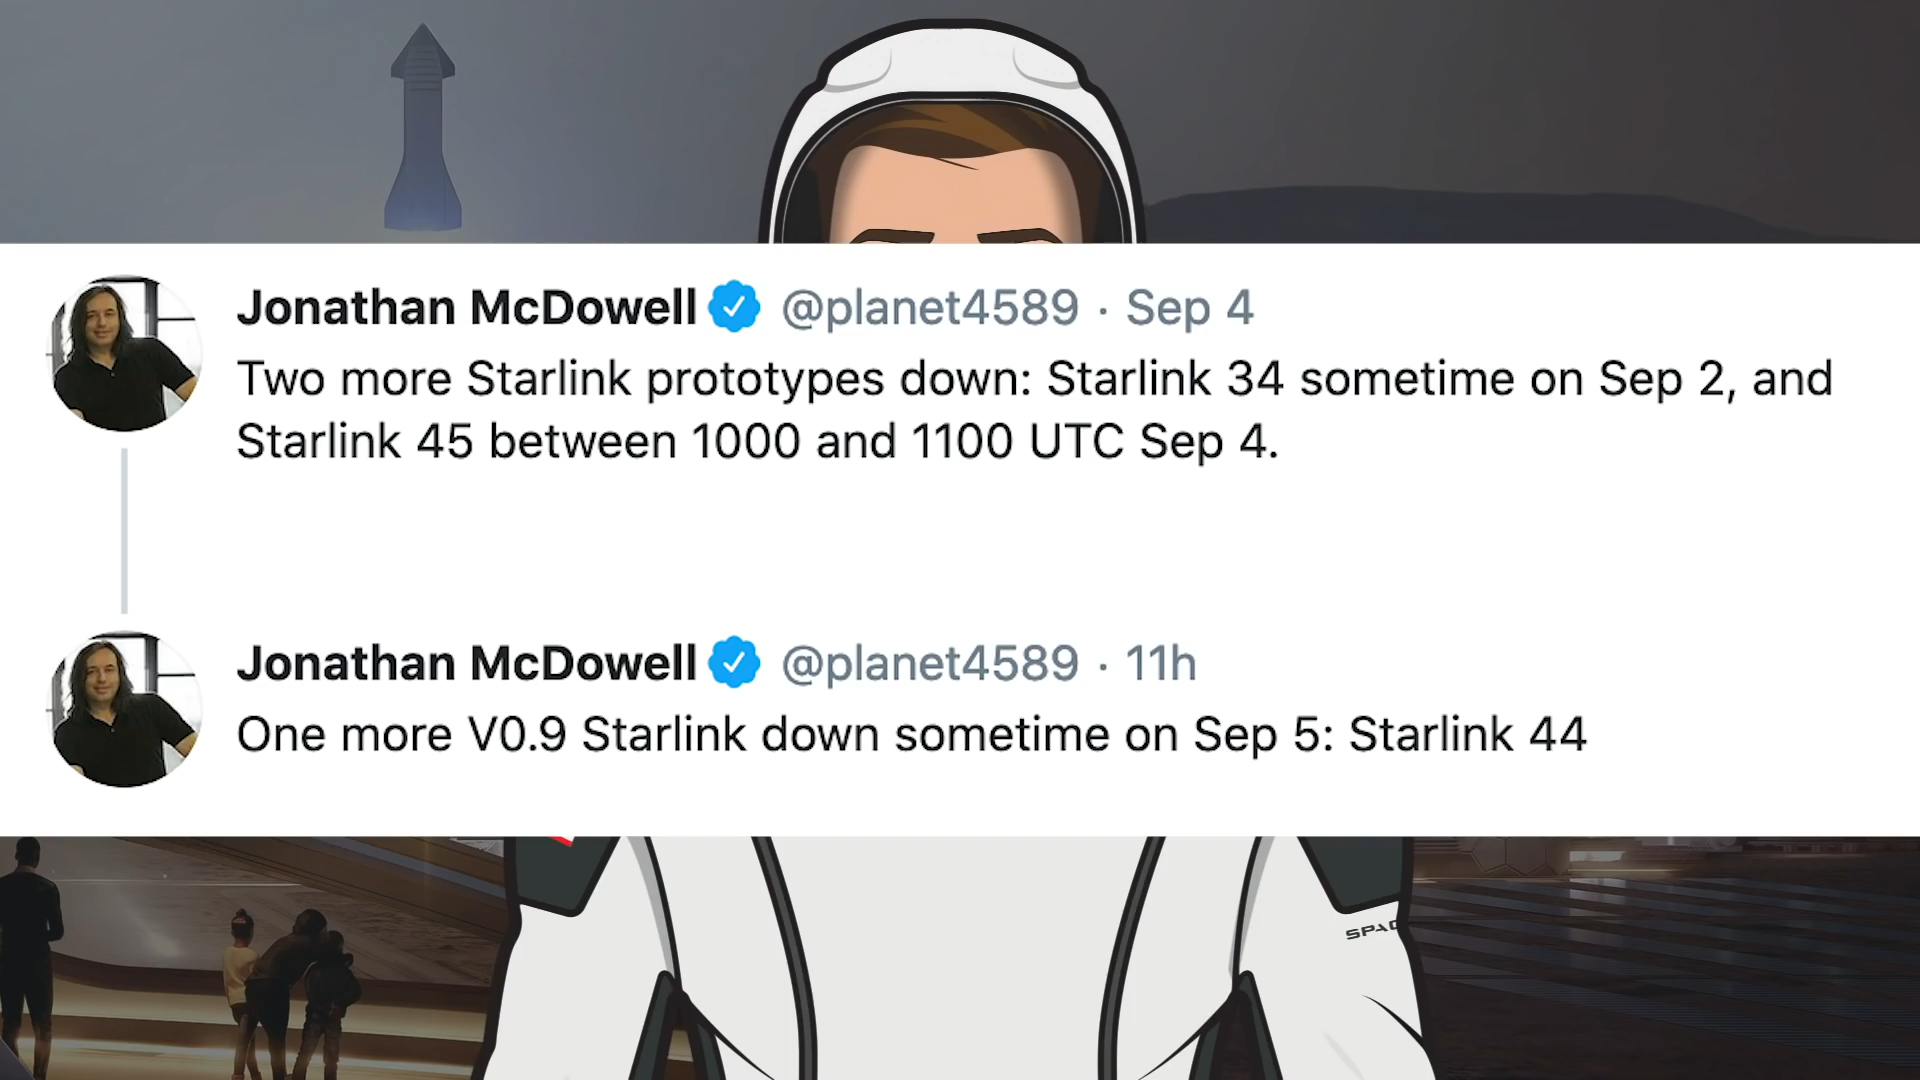 Jonathan McDowell @planet4589 · Sep 4
Two more Starlink prototypes down: Starlink 34 sometime on Sep 2, and
Starlink 45 between 1000 and 1100 UTC Sep 4.
Jonathan McDowell @planet4589 · 11h
One more V0.9 Starlink down sometime on Sep 5: Starlink 44
SPAC